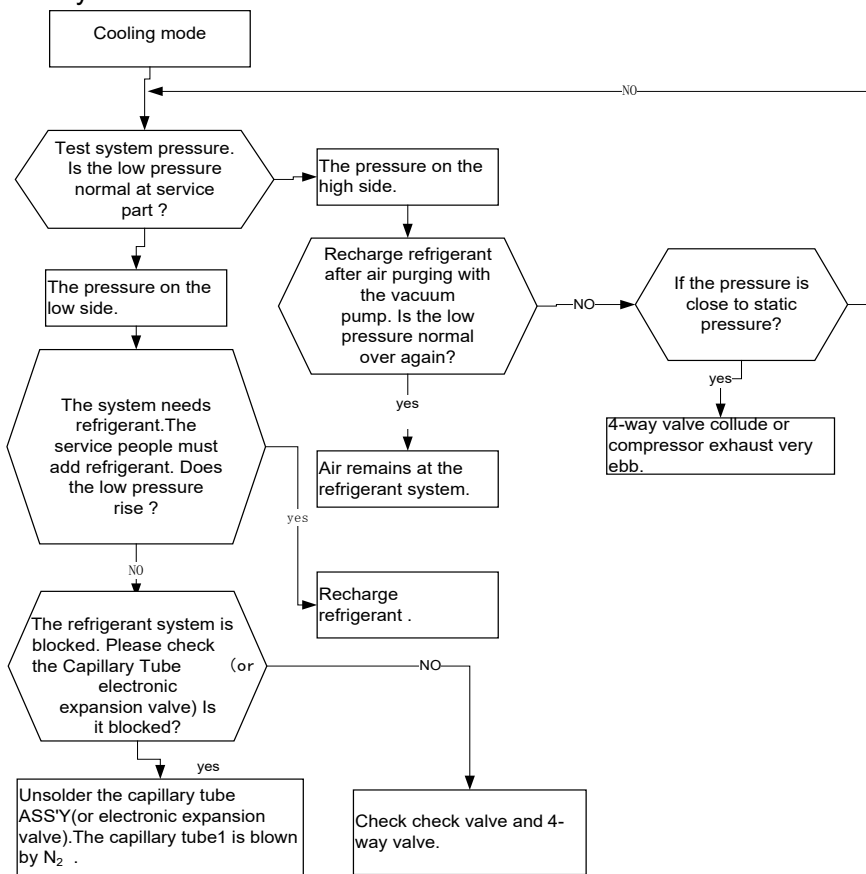 Cooling mode
NO
Test system pressure.
Is the low pressure
normal at service
part ?
The pressure on the
high side.
Recharge refrigerant
after air purging with
the vacuum
pump. Is the low
pressure normal
over again?
NO
If the pressure is
close to static
pressure?
The pressure on the
low side.
yes
yes
4-way valve collude or
compressor exhaust very
ebb.
The system needs
refrigerant.The
service people must
add refrigerant. Does
the low pressure
rise ?
Air remains at the
refrigerant system.
yes
NO
Recharge
refrigerant .
The refrigerant system is
blocked. Please check
the Capillary Tube (or
electronic
expansion valve) Is
it blocked?
NO
yes
Unsolder the capillary tube
ASS'Y(or electronic expansion
valve).The capillary tube1 is blown
by N₂ .
Check check valve and 4-
way valve.